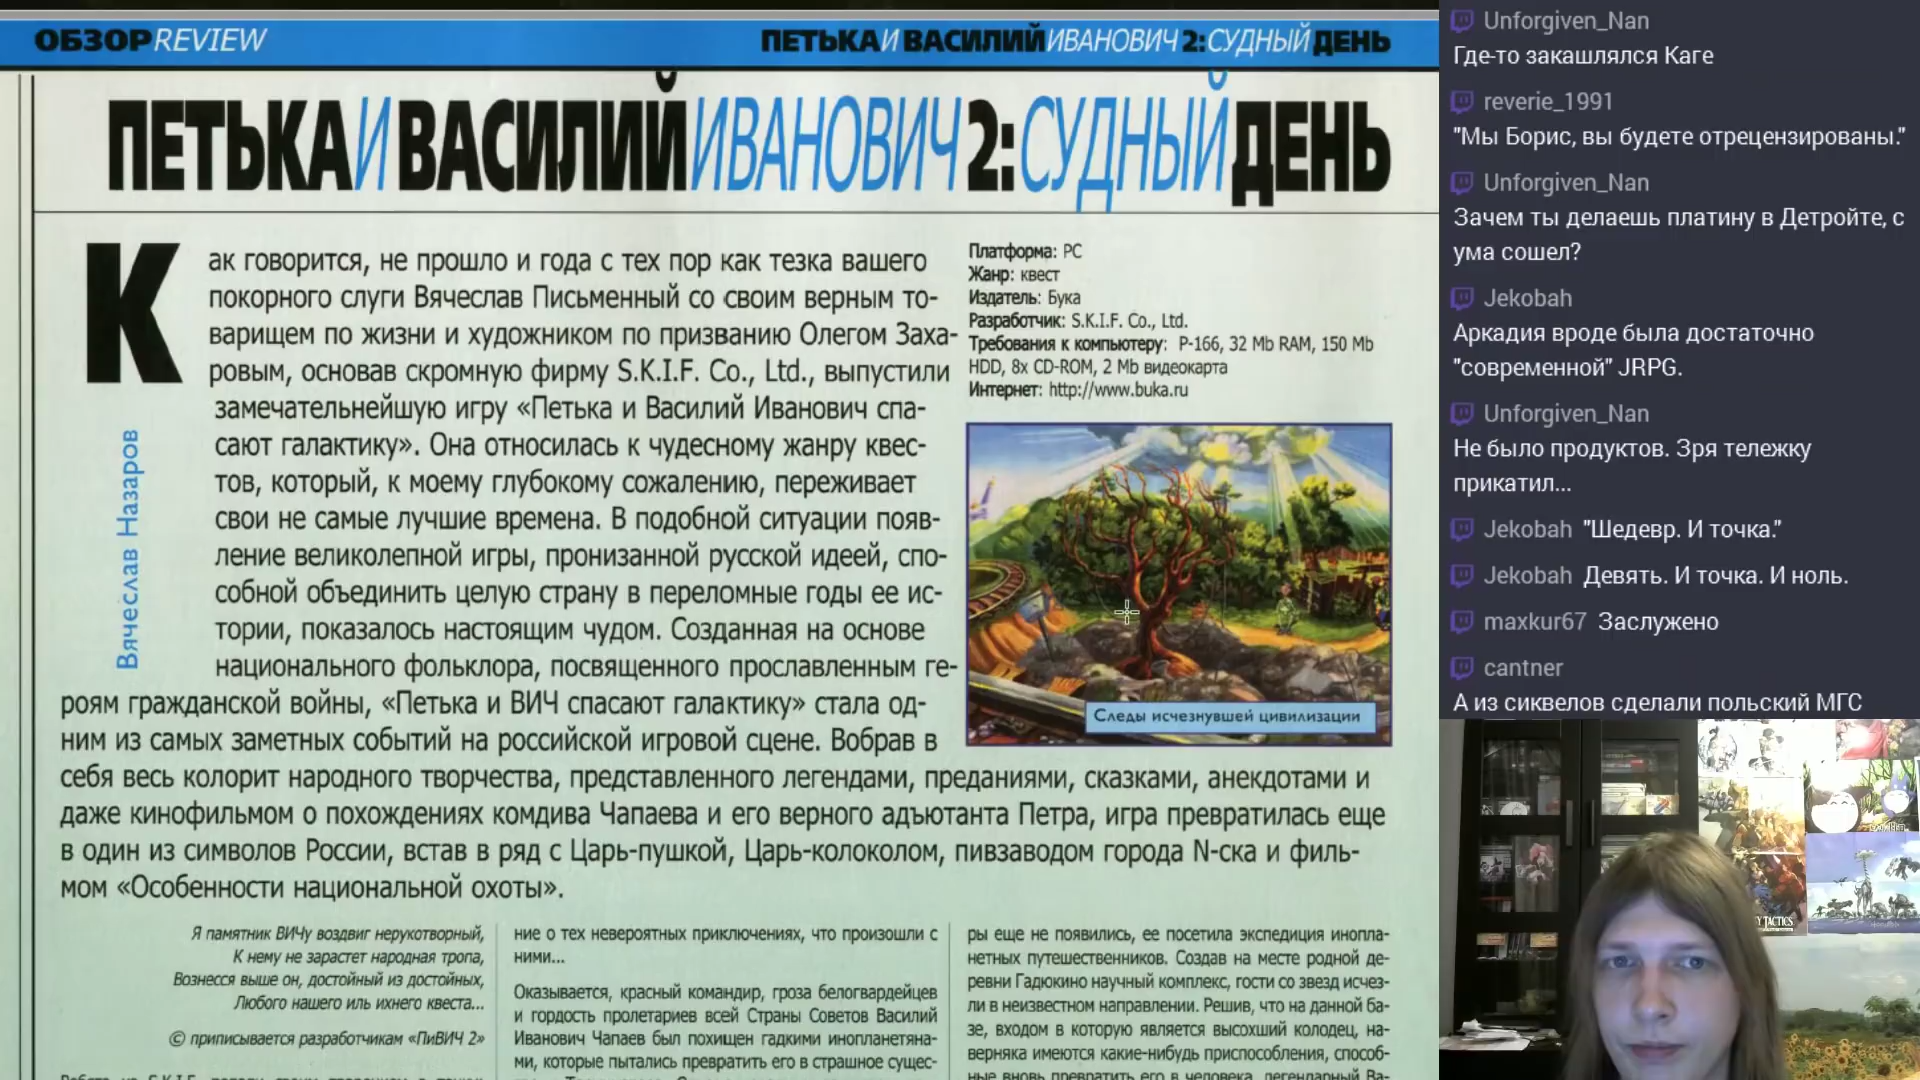 ОБЗОР REVIEW
ПЕТЬКА И ВАСИЛИЙ ИВАНОВИЧ 2: СУДНЫЙ ДЕНЬ
ПЕТЬКА И ВАСИЛИЙ ИВАНОВИЧ 2: СУДНЫЙ ДЕНЬ
Как говорится, не прошло и года с тех пор как тезка вашего
покорного слуги Вячеслав Письменный со своим верным то-
варищем по жизни и художником по призванию Олегом Заха-
ровым, основав скромную фирму S.K.I.F. Co., Ltd., выпустили
замечательнейшую игру «Петька и Василий Иванович спа-
сают галактику». Она относилась к чудесному жанру квес-
тов, который, к моему глубокому сожалению, переживает
свои не самые лучшие времена. В подобной ситуации появ-
ление великолепной игры, пронизанной русской идеей, спо-
собной объединить целую страну в переломные годы ее ис-
тории, показалось настоящим чудом. Созданная на основе
национального фольклора, посвященного прославленным ге-
роям гражданской войны, «Петька и ВИЧ спасают галактику» стала од-
ним из самых заметных событий на российской игровой сцене. Вобрав в
себя весь колорит народного творчества, представленного легендами, преданиями, сказками, анекдотами и
даже кинофильмом о похождениях комдива Чапаева и его верного адъютанта Петра, игра превратилась еще
в один из символов России, встав в ряд с Царь-пушкой, Царь-колоколом, пивзаводом города N-ска и филь-
мом «Особенности национальной охоты».
Вячеслав Назаров
Платформа: PC
Жанр: квест
Издатель: Бука
Разработчик: S.K.I.F. Co., Ltd.
Требования к компьютеру: P-166, 32 Mb RAM, 150 Mb
HDD, 8x CD-ROM, 2 Mb видеокарта
Интернет: http://www.buka.ru
Следы исчезнувшей цивилизации
Я памятник ВИЧу воздвиг нерукотворный,
К нему не зарастет народная тропа,
Вознесся выше он, достойный из достойных,
Любого нашего иль ихнего квеста...
© приписывается разработчикам «ПиВИЧ 2»
ние о тех невероятных приключениях, что произошли с
ними...
Оказывается, красный командир, гроза белогвардейцев
и гордость пролетариев всей Страны Советов Василий
Иванович Чапаев был похищен гадкими инопланетяна-
ми, которые пытались превратить его в страшное сущес-
ры еще не появились, ее посетила экспедиция инопла-
нетных путешественников. Создав на месте родной де-
ревни Гадюкино научный комплекс, гости со звезд исчез-
ли в неизвестном направлении. Решив, что на данной ба-
зе, входом в которую является высохший колодец, на-
верняка имеются какие-нибудь приспособления, способ-
ные вновь превратить его в человека, легендарный Ва-
Unforgiven_Nan
Где-то закашлялся Каге
reverie_1991
"Мы Борис, вы будете отрецензированы."
Unforgiven_Nan
Зачем ты делаешь платину в Детройте, с
ума сошел?
Jekobah
Аркадия вроде была достаточно
"современной" JRPG.
Unforgiven_Nan
Не было продуктов. Зря тележку
прикатил...
Jekobah "Шедевр. И точка."
Jekobah Девять. И точка. И ноль.
maxkur67 Заслужено
cantner
А из сиквелов сделали польский МГС
TACTICS